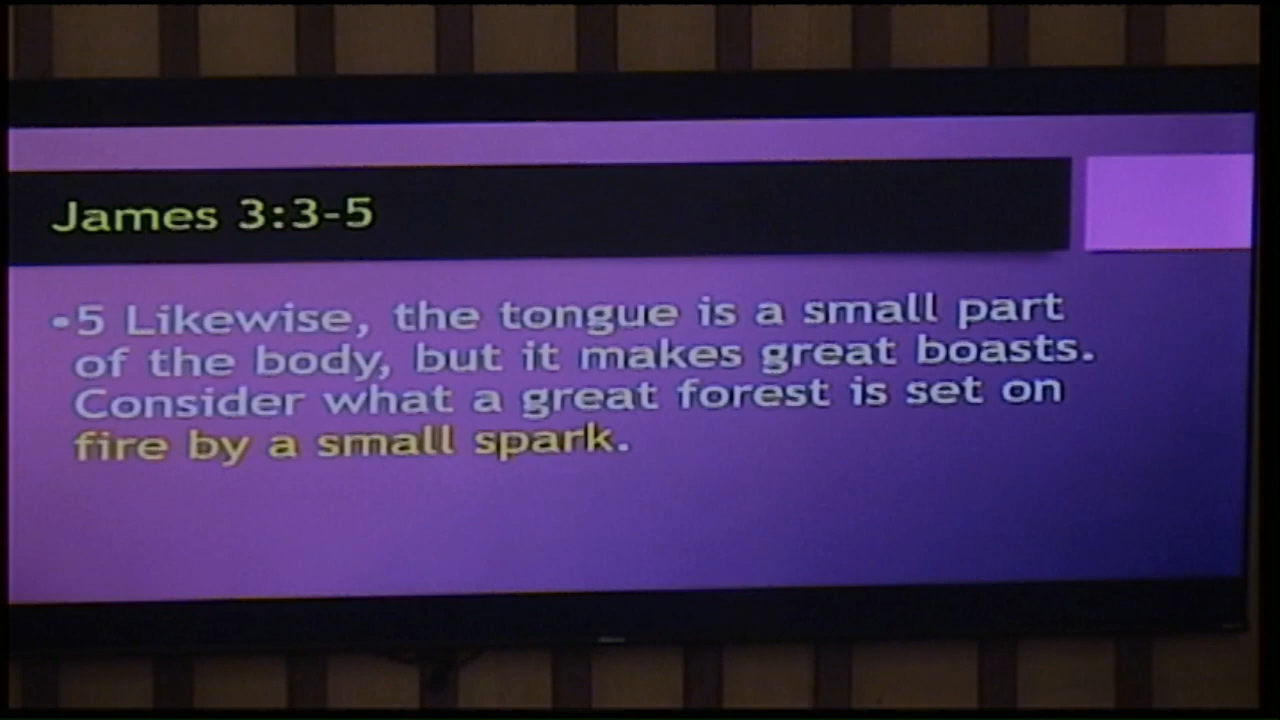 James 3:3-5
•5 Likewise, the tongue is a small part
of the body, but it makes great boasts.
Consider what a great forest is set on
fire by a small spark.